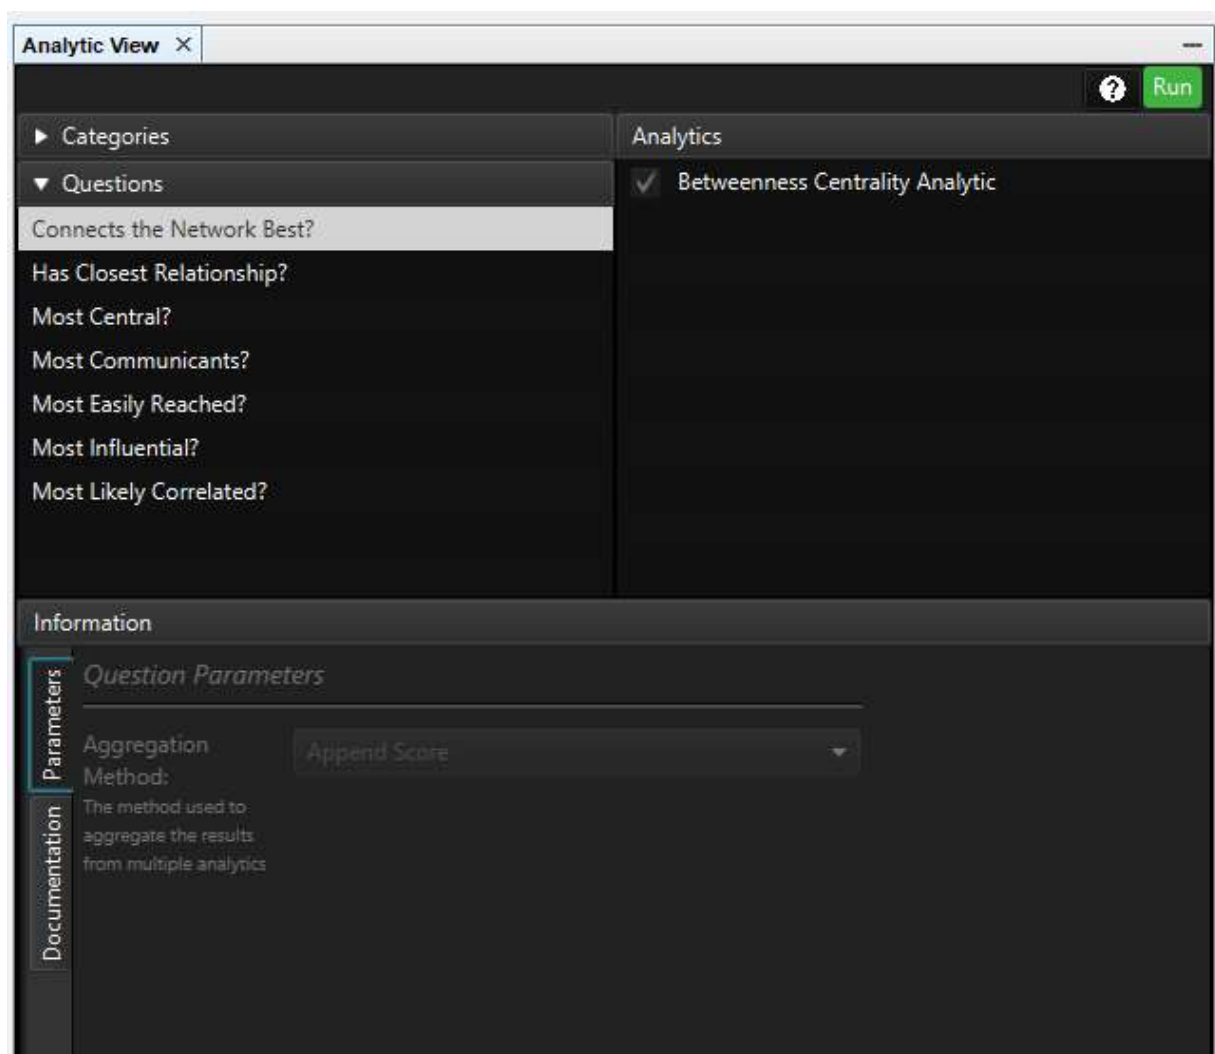 Analytic View ×
? Run
Categories
Questions
Connects the Network Best?
Has Closest Relationship?
Most Central?
Most Communicants?
Most Easily Reached?
Most Influential?
Most Likely Correlated?
Analytics
Betweenness Centrality Analytic
Information
Parameters
Documentation
Question Parameters
Aggregation
Method:
Append Score
The method used to
aggregate the results
from multiple analytics